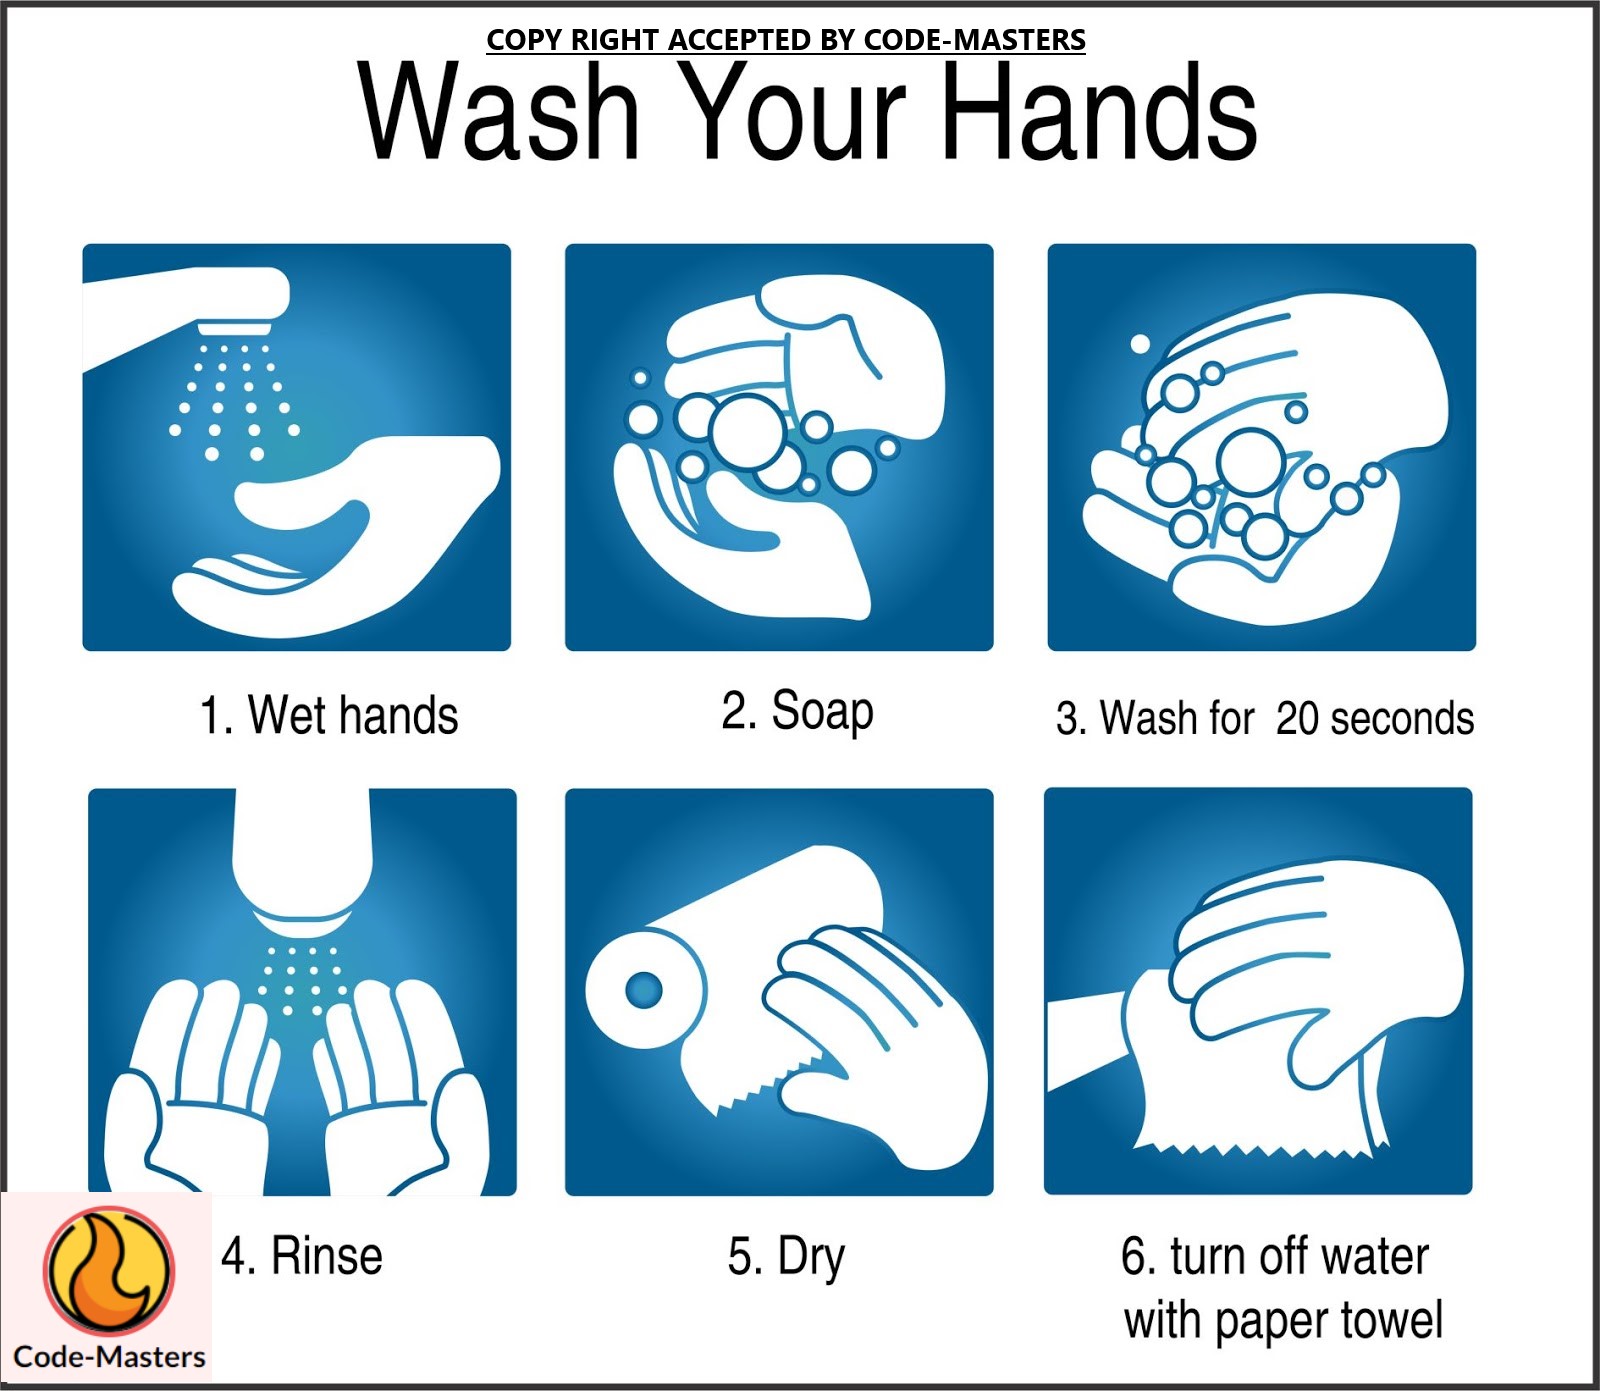 COPY RIGHT ACCEPTED BY CODE-MASTERS
Wash Your Hands
1. Wet hands
2. Soap
3. Wash for 20 seconds
4. Rinse
5. Dry
6. turn off water
with paper towel
Code-Masters